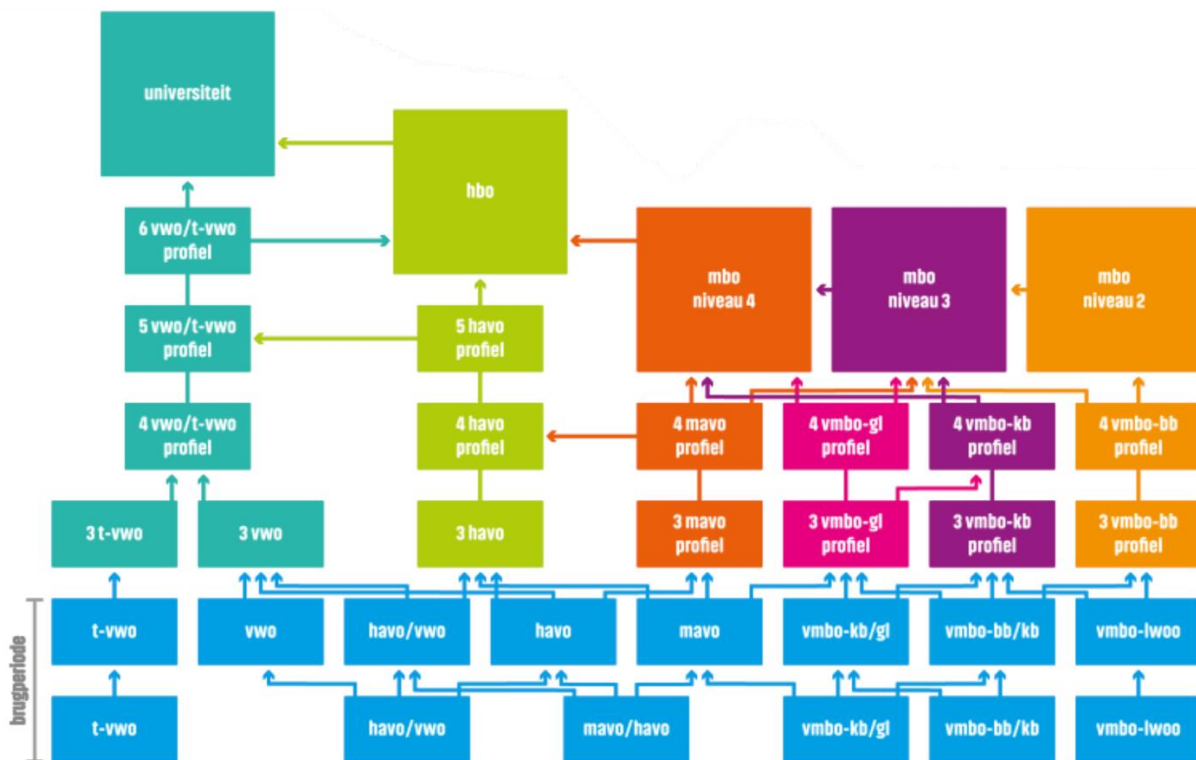 universiteit
hbo
6 vwo/t-vwo
profiel
mbo
niveau 4
mbo
niveau 3
mbo
niveau 2
5 vwo/t-vwo
profiel
5 havo
profiel
4 vwo/t-vwo
profiel
4 havo
profiel
4 mavo
profiel
4 vmbo-gl
profiel
4 vmbo-kb
profiel
4 vmbo-bb
profiel
3 t-vwo
3 vwo
3 havo
3 mavo
profiel
3 vmbo-gl
profiel
3 vmbo-kb
profiel
3 vmbo-bb
profiel
brugperiode
t-vwo
vwo
havo/vwo
havo
mavo
vmbo-kb/gl
vmbo-bb/kb
vmbo-lwoo
t-vwo
havo/vwo
mavo/havo
vmbo-kb/gl
vmbo-bb/kb
vmbo-lwoo